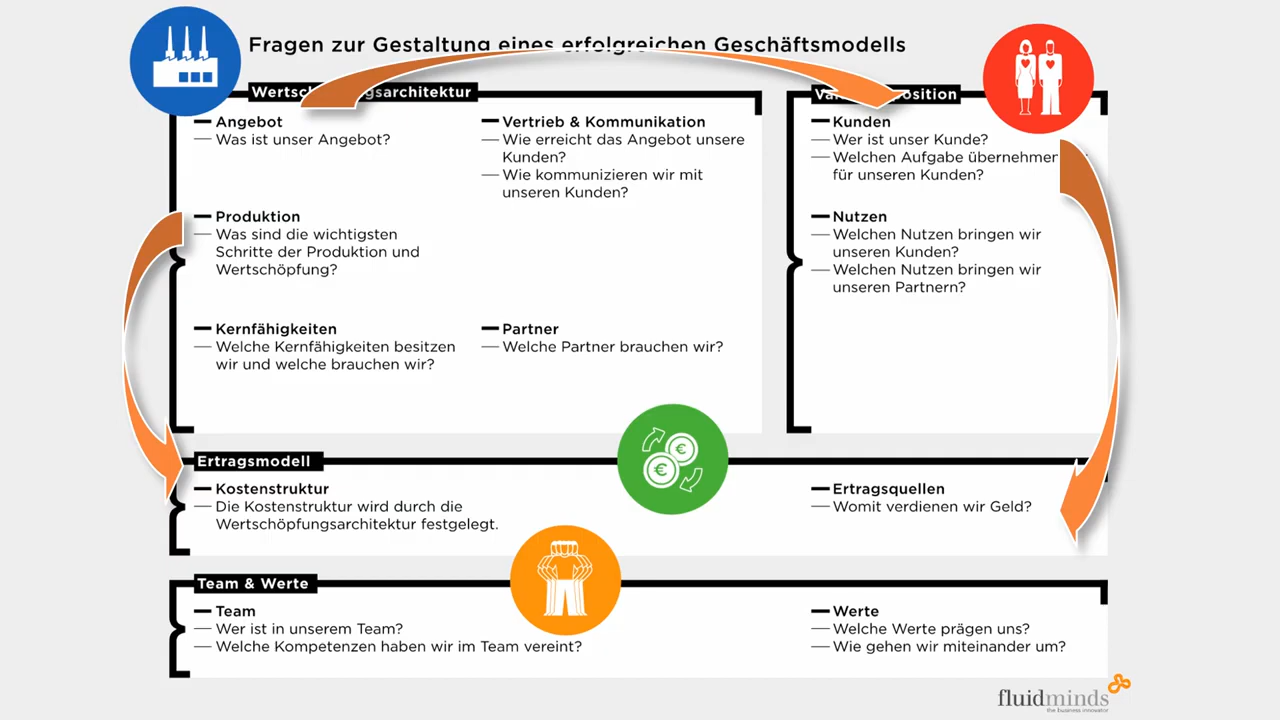 Fragen zur Gestaltung eines erfolgreichen Geschäftsmodells
Angebot
Was ist unser Angebot?
Vertrieb & Kommunikation
Wie erreicht das Angebot unsere
Kunden?
Wie kommunizieren wir mit
unseren Kunden?
Produktion
Was sind die wichtigsten
Schritte der Produktion und
Wertschöpfung?
Kernfähigkeiten
Welche Kernfähigkeiten besitzen
wir und welche brauchen wir?
Partner
Welche Partner brauchen wir?
Kunden
Wer ist unser Kunde?
Welchen Aufgabe übernehmen
für unseren Kunden?
Nutzen
Welchen Nutzen bringen wir
unseren Kunden?
Welchen Nutzen bringen wir
unseren Partnern?
Ertragsmodell
Kostenstruktur
Die Kostenstruktur wird durch die
Wertschöpfungsarchitektur festgelegt.
Ertragsquellen
Womit verdienen wir Geld?
Team & Werte
Team
Wer ist in unserem Team?
Welche Kompetenzen haben wir im Team vereint?
Werte
Welche Werte prägen uns?
Wie gehen wir miteinander um?
fluidminds
the business innovator